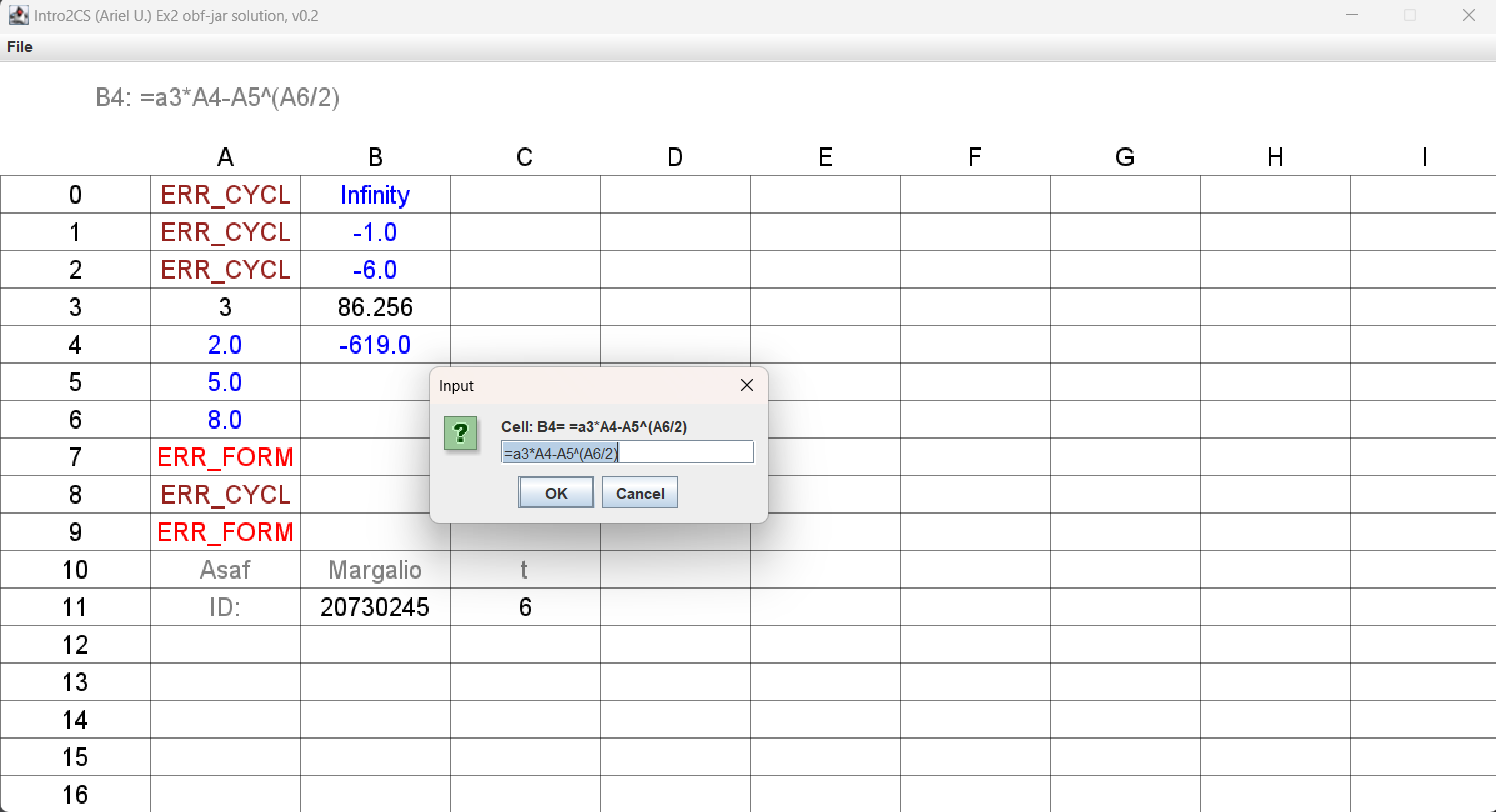 Intro2CS (Ariel U.) Ex2 obf-jar solution, v0.2
File
B4: =a3*A4-A5^(A6/2)
A B C D E F G H I
0 ERR_CYCL Infinity
1 ERR_CYCL -1.0
2 ERR_CYCL -6.0
3 3 86.256
4 2.0 -619.0
5 5.0
6 8.0
7 ERR_FORM
8 ERR_CYCL
9 ERR_FORM
10 Asaf Margalio t
11 ID: 20730245 6
12
13
14
15
16
Input
Cell: B4= =a3*A4-A5^(A6/2)
=a3*A4-A5^(A6/2)
OK Cancel